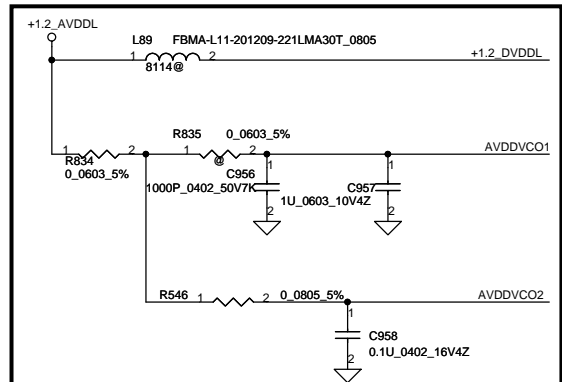 +1.2_AVDDL
L89 FBMA-L11-201209-221LMA30T_0805
+1.2_DVDDL
1 2
8114@
R835 0_0603_5%
AVDDVCO1
1 2 1 2
R834 @
0_0603_5%
1 C956 1 C957
1000P_0402_50V7K 1U_0603_10V4Z
2 2
R546 1 2 0_0805_5% AVDDVCO2
1
C958
0.1U_0402_16V4Z
2